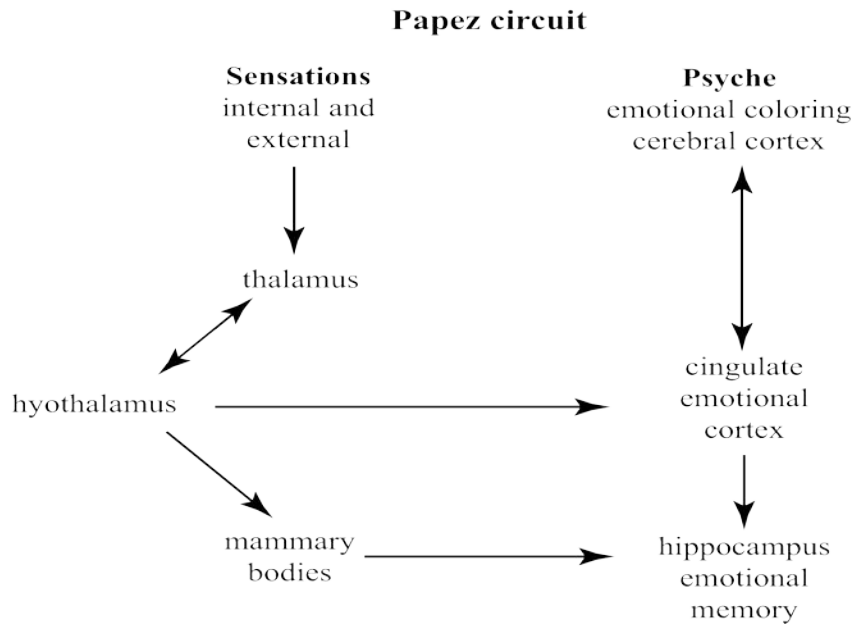 Papez circuit
Sensations
internal and
external
Psyche
emotional coloring
cerebral cortex
thalamus
hyothalamus
cingulate
emotional
cortex
mammary
bodies
hippocampus
emotional
memory